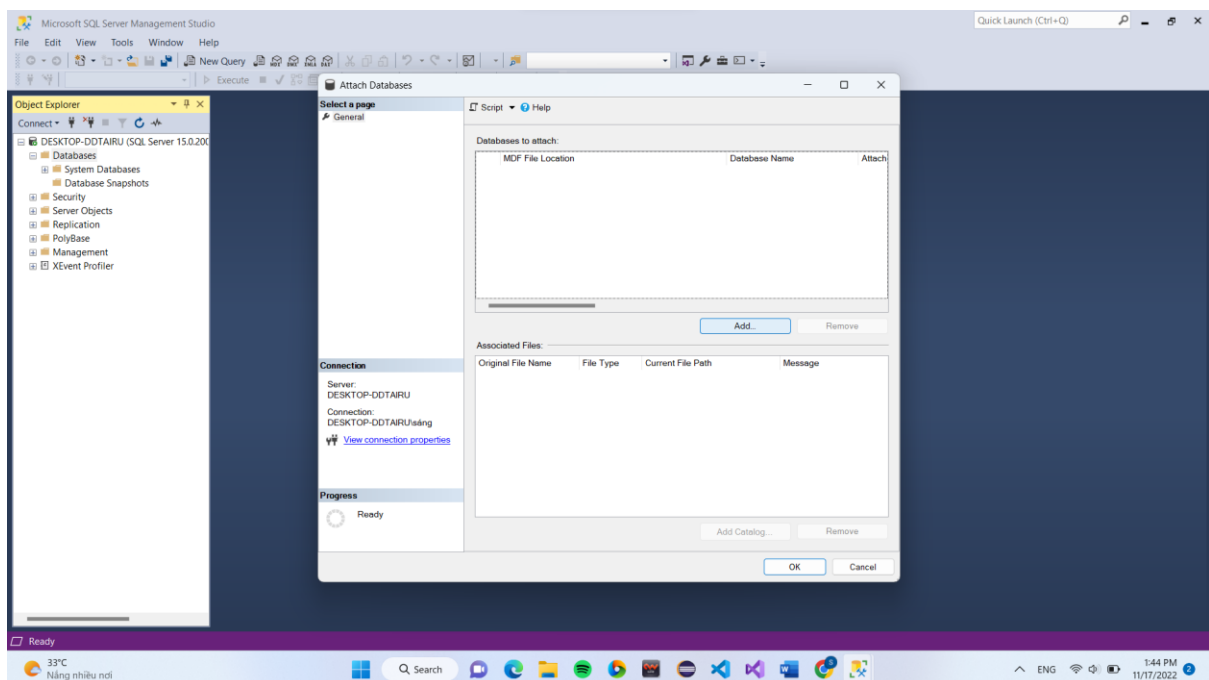 Microsoft SQL Server Management Studio
Quick Launch (Ctrl+Q)
File Edit View Tools Window Help
New Query
Execute
Object Explorer
Connect
DESKTOP-DDTAIRU (SQL Server 15.0.200
Databases
System Databases
Database Snapshots
Security
Server Objects
Replication
PolyBase
Management
XEvent Profiler
Attach Databases
Select a page
General
Script Help
Databases to attach:
MDF File Location Database Name Attach
Add... Remove
Associated Files:
Original File Name File Type Current File Path Message
Connection
Server:
DESKTOP-DDTAIRU
Connection:
DESKTOP-DDTAIRU\sáng
View connection properties
Progress
Ready
Add Catalog... Remove
OK Cancel
Ready
33°C
Nắng nhiều nơi
Search
ENG
1:44 PM
11/17/2022
2